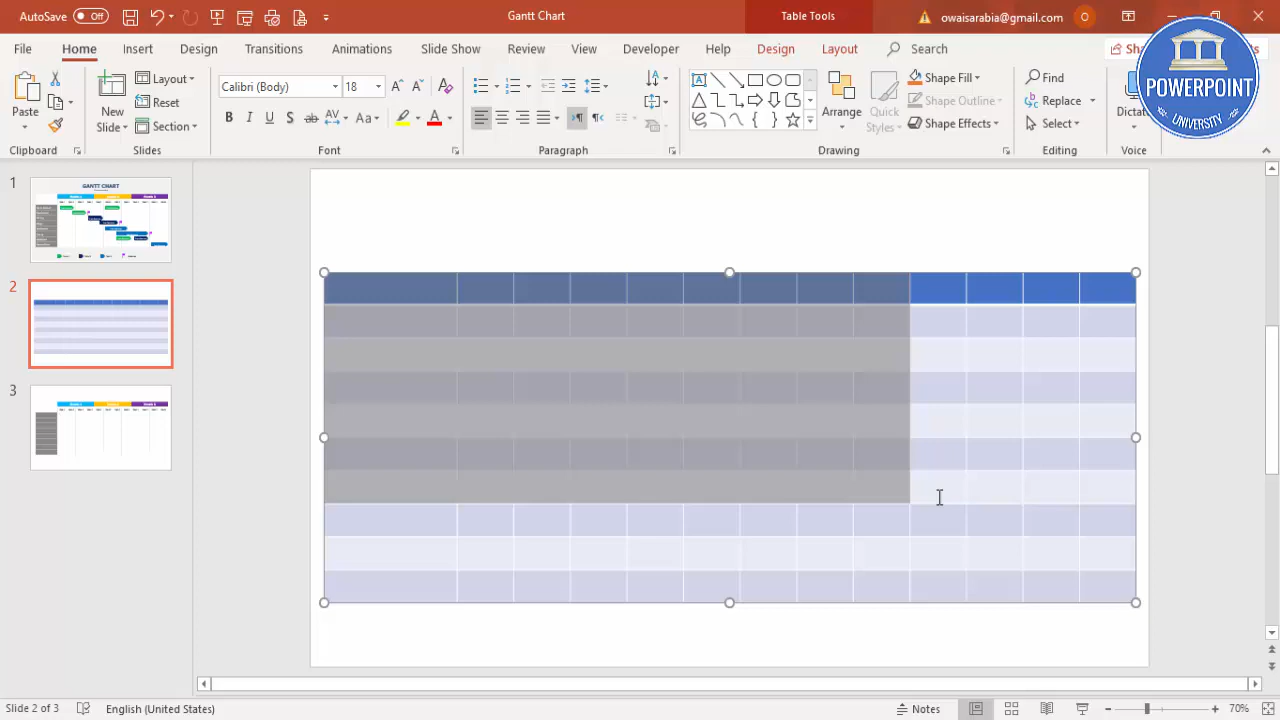 AutoSave Off
Gantt Chart
Table Tools
owaisarabia@gmail.com
O
File Home Insert Design Transitions Animations Slide Show Review View Developer Help Design Layout Search
Paste
Clipboard
New Slide
Layout
Reset
Section
Slides
Calibri (Body) 18
B I U S ab AV Aa A
Font
Paragraph
Arrange
Quick Styles
Shape Fill
Shape Outline
Shape Effects
Drawing
Find
Replace
Select
Editing
Voice
POWERPOINT
UNIVERSITY
1
GANTT CHART
2
3
Slide 2 of 3
English (United States)
Notes
70%